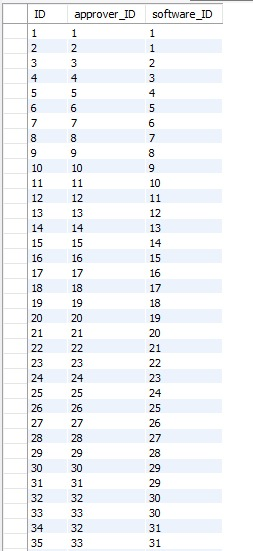 ID approver_ID software_ID
1 1 1
2 2 1
3 3 2
4 4 3
5 5 4
6 6 5
7 7 6
8 8 7
9 9 8
10 10 9
11 11 10
12 12 11
13 13 12
14 14 13
15 15 14
16 16 15
17 17 16
18 18 17
19 19 18
20 20 19
21 21 20
22 22 21
23 23 22
24 24 23
25 25 24
26 26 25
27 27 26
28 28 27
29 29 28
30 30 29
31 31 29
32 32 30
33 33 30
34 32 31
35 33 31